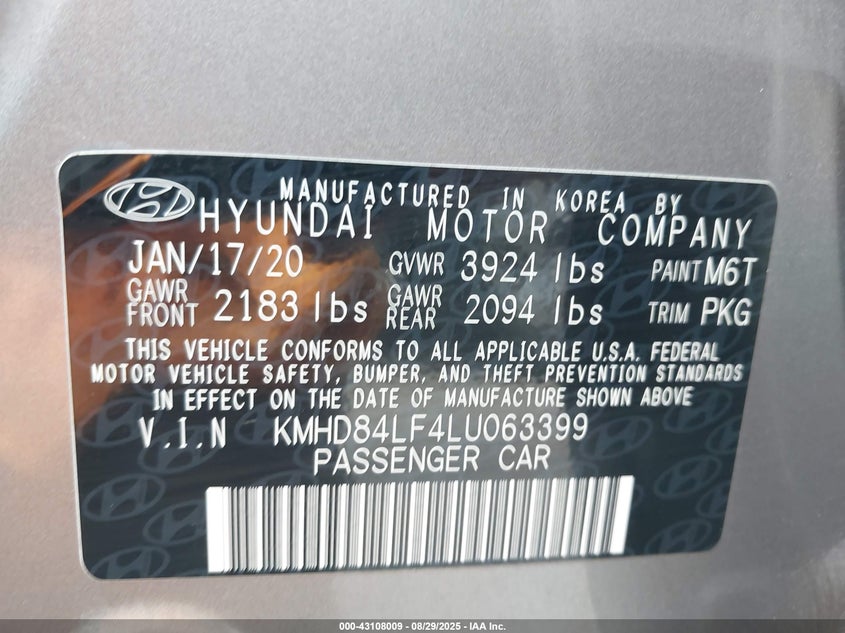 MANUFACTURED IN KOREA BY
HYUNDAI MOTOR COMPANY
JAN/17/20 GVWR 3924 lbs PAINT M6T
GAWR FRONT 2183 lbs GAWR REAR 2094 lbs TRIM PKG
THIS VEHICLE CONFORMS TO ALL APPLICABLE U.S.A. FEDERAL
MOTOR VEHICLE SAFETY, BUMPER, AND THEFT PREVENTION STANDARDS
IN EFFECT ON THE DATE OF MANUFACTURE SHOWN ABOVE
V.I.N KMHD84LF4LU063399
PASSENGER CAR
000-43108009 - 08/29/2025 - IAA Inc.